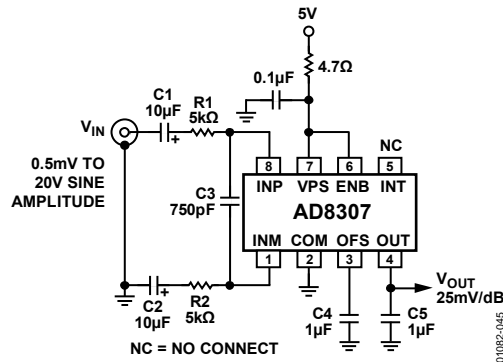 5V
4.7Ω
0.1µF
C1
10µF
R1
5kΩ
VIN
0.5mV TO
20V SINE
AMPLITUDE
C3
750pF
NC
8 7 6 5
INP VPS ENB INT
AD8307
INM COM OFS OUT
1 2 3 4
C2
10µF
R2
5kΩ
C4
1µF
C5
1µF
VOUT
25mV/dB
NC = NO CONNECT
01082-045